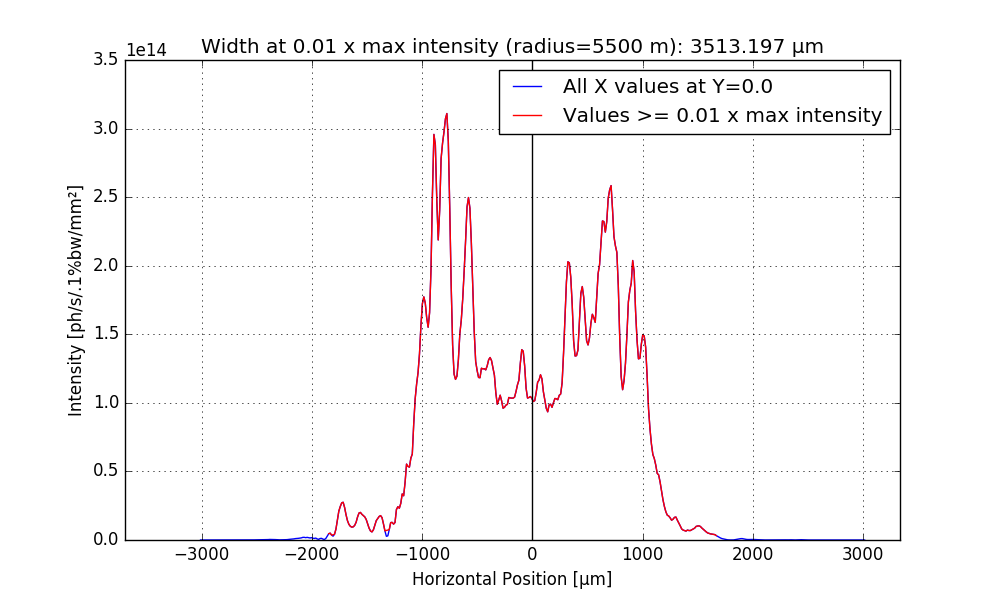 Width at 0.01 x max intensity (radius=5500 m): 3513.197 μm
1e14
All X values at Y=0.0
Values >= 0.01 x max intensity
3.5
3.0
2.5
2.0
1.5
1.0
0.5
0.0
Intensity [ph/s/.1%bw/mm²]
−3000 −2000 −1000 0 1000 2000 3000
Horizontal Position [μm]